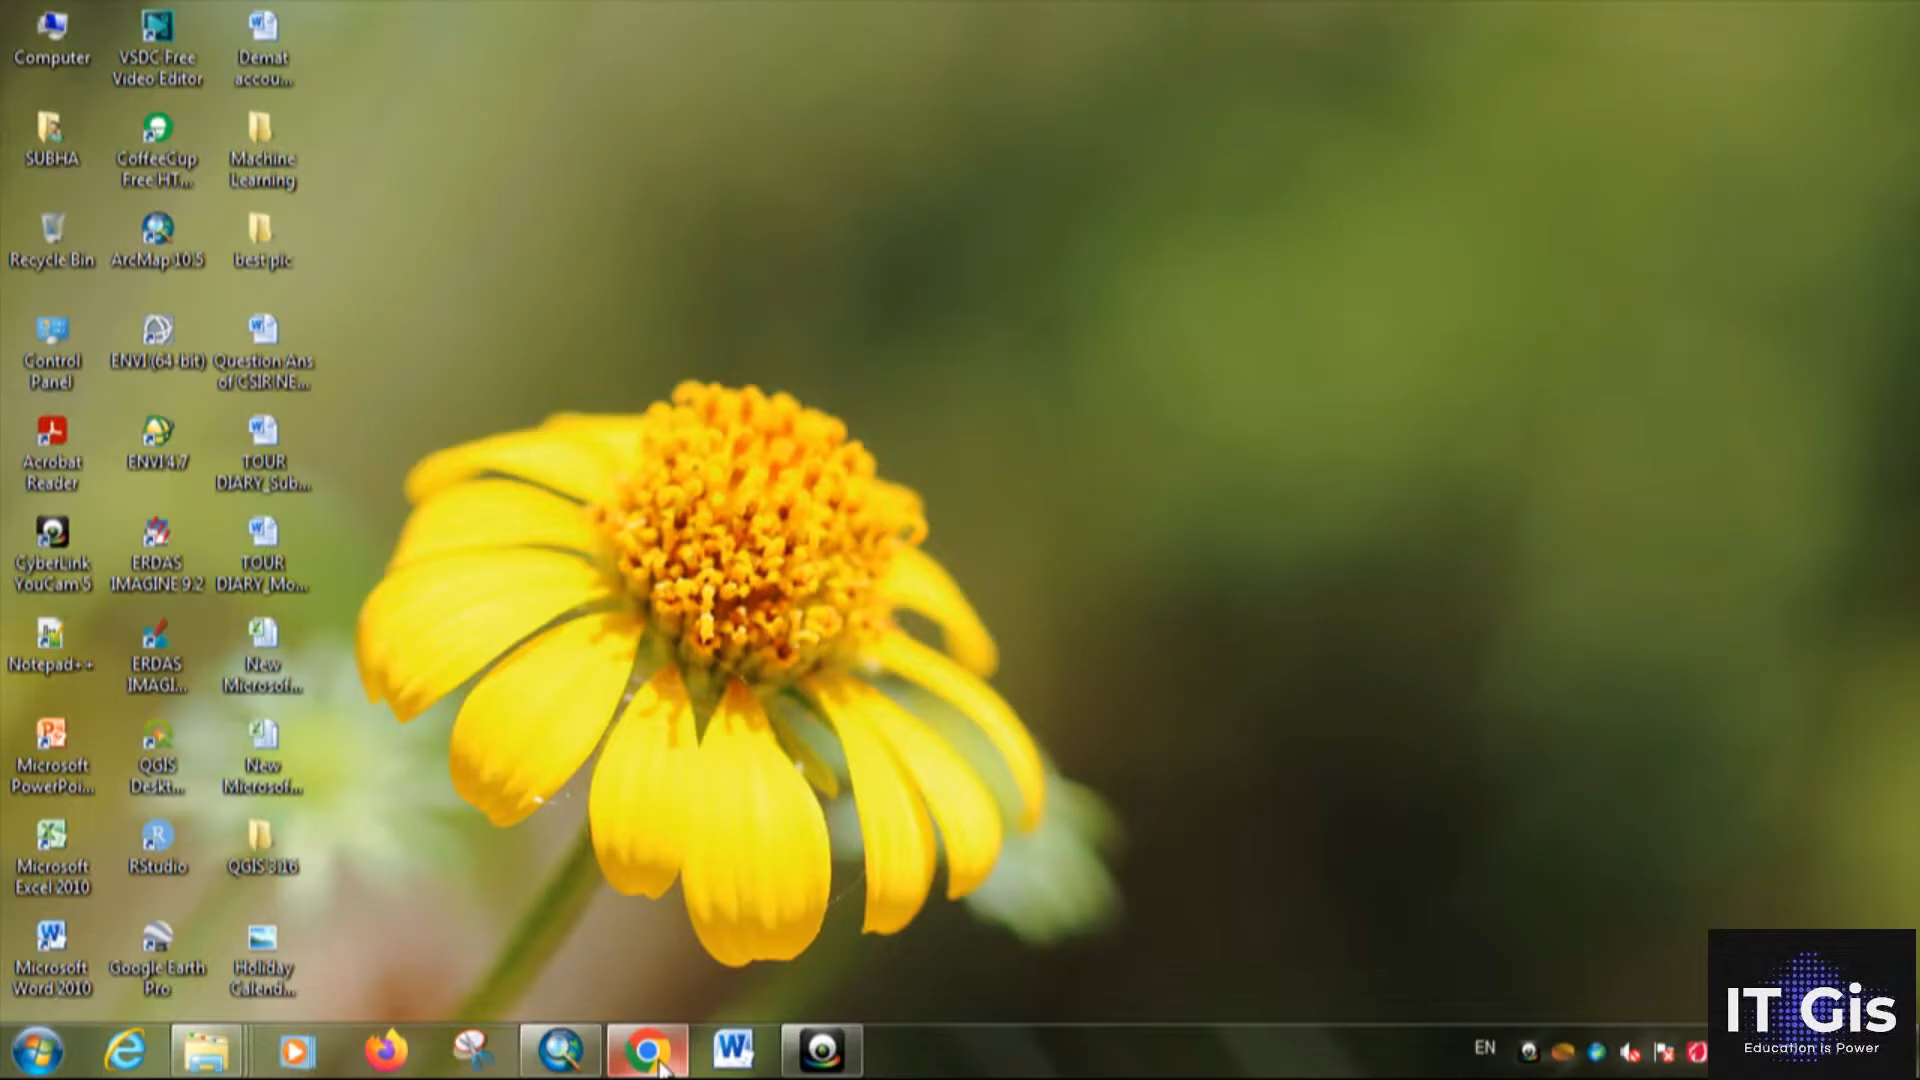 Computer
VSDC Free
Video Editor
Demat
accou...
SUBHA
CoffeeCup
Free HT...
Machine
Learning
Recycle Bin
ArcMap 10.5
best pic
Control
Panel
ENVI (64-bit)
Question Ans
of CSIR NE...
Acrobat
Reader
ENVI 4.7
TOUR
DIARY_Sub...
CyberLink
YouCam 5
ERDAS
IMAGINE 9.2
TOUR
DIARY_Mo...
Notepad++
ERDAS
IMAGI...
New
Microsof...
Microsoft
PowerPoi...
QGIS
Deskt...
New
Microsof...
Microsoft
Excel 2010
RStudio
QGIS 3.16
Microsoft
Word 2010
Google Earth
Pro
Holiday
Calend...
EN
IT Gis
Education is Power